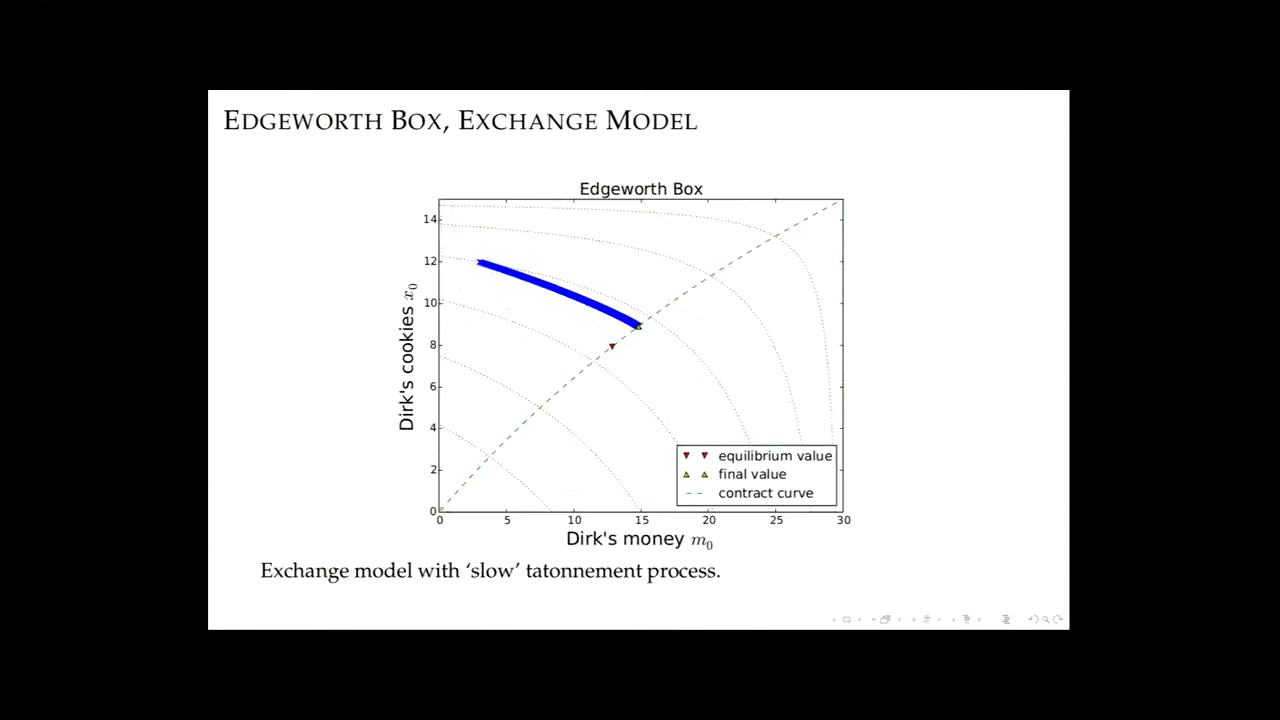 EDGEWORTH BOX, EXCHANGE MODEL
Edgeworth Box
14
12
10
8
6
4
2
0
Dirk's cookies x₀
0 5 10 15 20 25 30
Dirk's money m₀
equilibrium value
final value
contract curve
Exchange model with ‘slow’ tatonnement process.